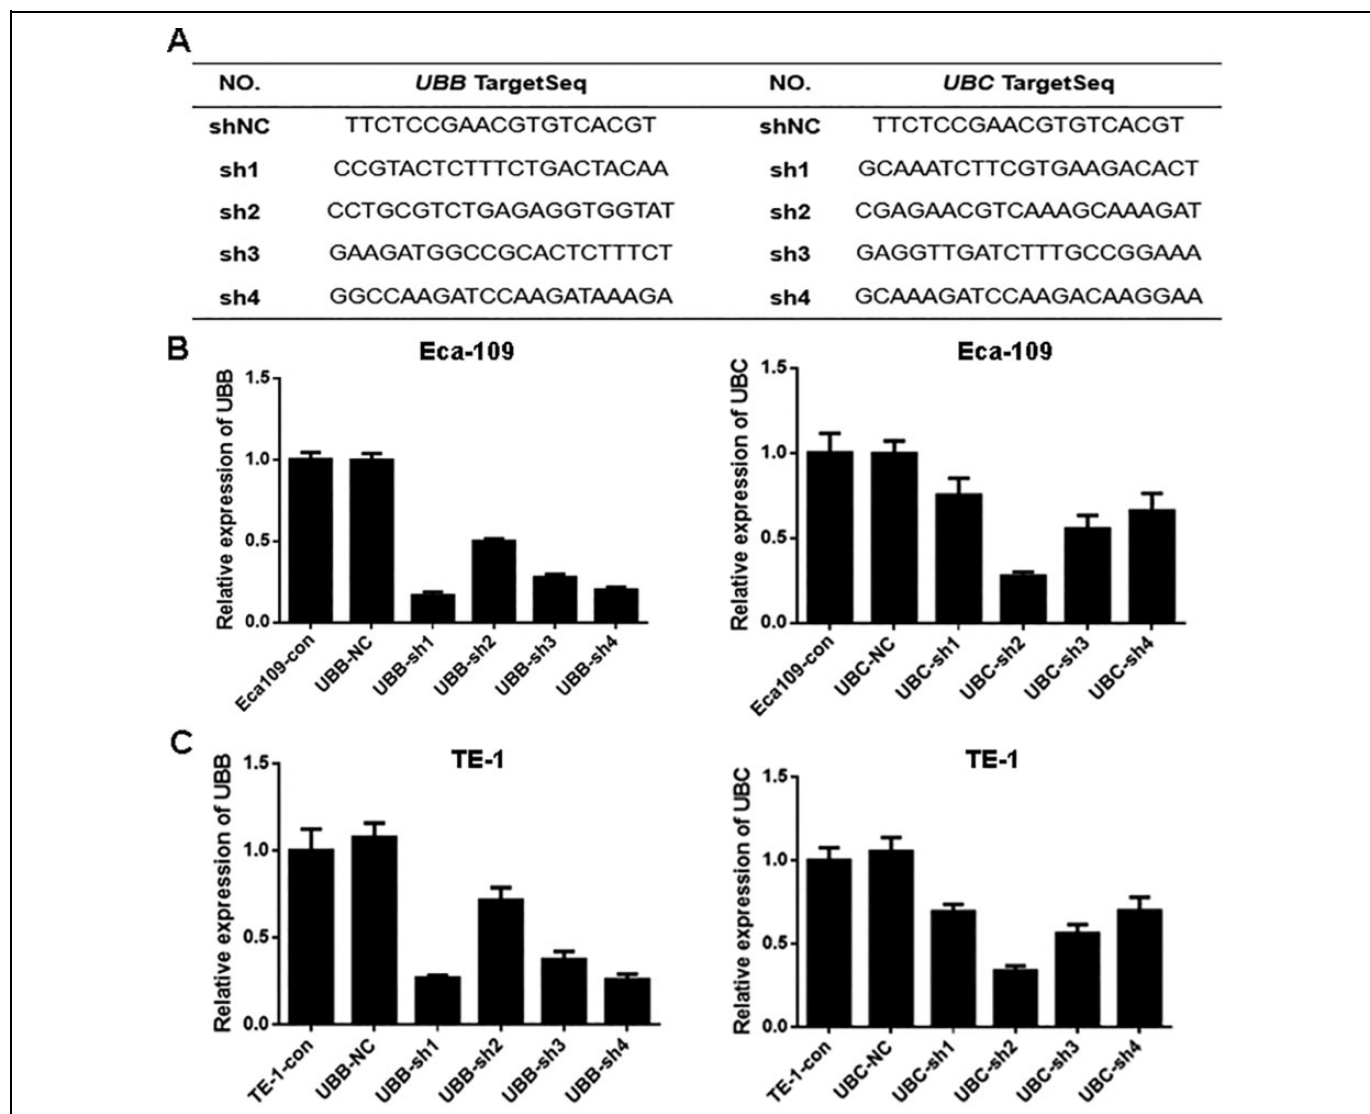 A
NO. UBB TargetSeq NO. UBC TargetSeq
shNC TTCTCCGAACGTGTCACGT shNC TTCTCCGAACGTGTCACGT
sh1 CCGTACTCTTTCTGACTACAA sh1 GCAAATCTTCGTGAAGACACT
sh2 CCTGCGTCTGAGAGGTGGTAT sh2 CGAGAACGTCAAAGCAAAGAT
sh3 GAAGATGGCCGCACTCTTTCT sh3 GAGGTTGATCTTTGCCGGAAA
sh4 GGCCAAGATCCAAGATAAAGA sh4 GCAAAGATCCAAGACAAGGAA
B
Eca-109
Relative expression of UBB
1.5
1.0
0.5
0.0
Eca109-con UBB-NC UBB-sh1 UBB-sh2 UBB-sh3 UBB-sh4
Eca-109
Relative expression of UBC
1.5
1.0
0.5
0.0
Eca109-con UBC-NC UBC-sh1 UBC-sh2 UBC-sh3 UBC-sh4
C
TE-1
Relative expression of UBB
1.5
1.0
0.5
0.0
TE-1-con UBB-NC UBB-sh1 UBB-sh2 UBB-sh3 UBB-sh4
TE-1
Relative expression of UBC
1.5
1.0
0.5
0.0
TE-1-con UBC-NC UBC-sh1 UBC-sh2 UBC-sh3 UBC-sh4